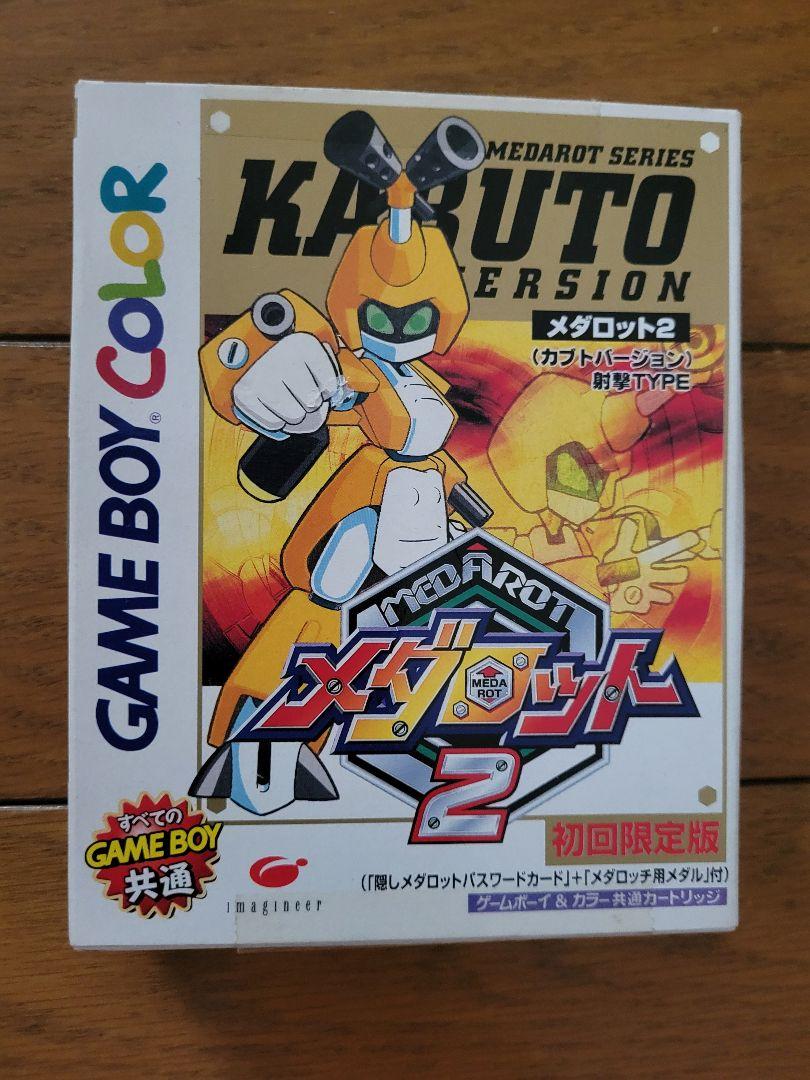 GAME BOY COLOR
MEDAROT SERIES
KABUTO
VERSION
メダロット2
(カブトバージョン)
射撃TYPE
MEDAROT
メダロット
MEDA
ROT
2
初回限定版
(「隠しメダロットパスワードカード」+「メダロッチ用メダル」付)
ゲームボーイ & カラー共通カートリッジ
すべての
GAME BOY
共通
imagineer